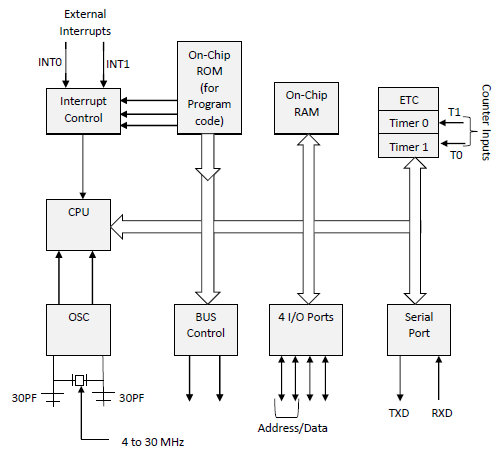 External
Interrupts
INT0
INT1
Interrupt
Control
On-Chip
ROM
(for
Program
code)
On-Chip
RAM
ETC
Timer 0
Timer 1
T1
T0
Counter Inputs
CPU
OSC
BUS
Control
4 I/O Ports
Serial
Port
30PF
30PF
4 to 30 MHz
Address/Data
TXD
RXD